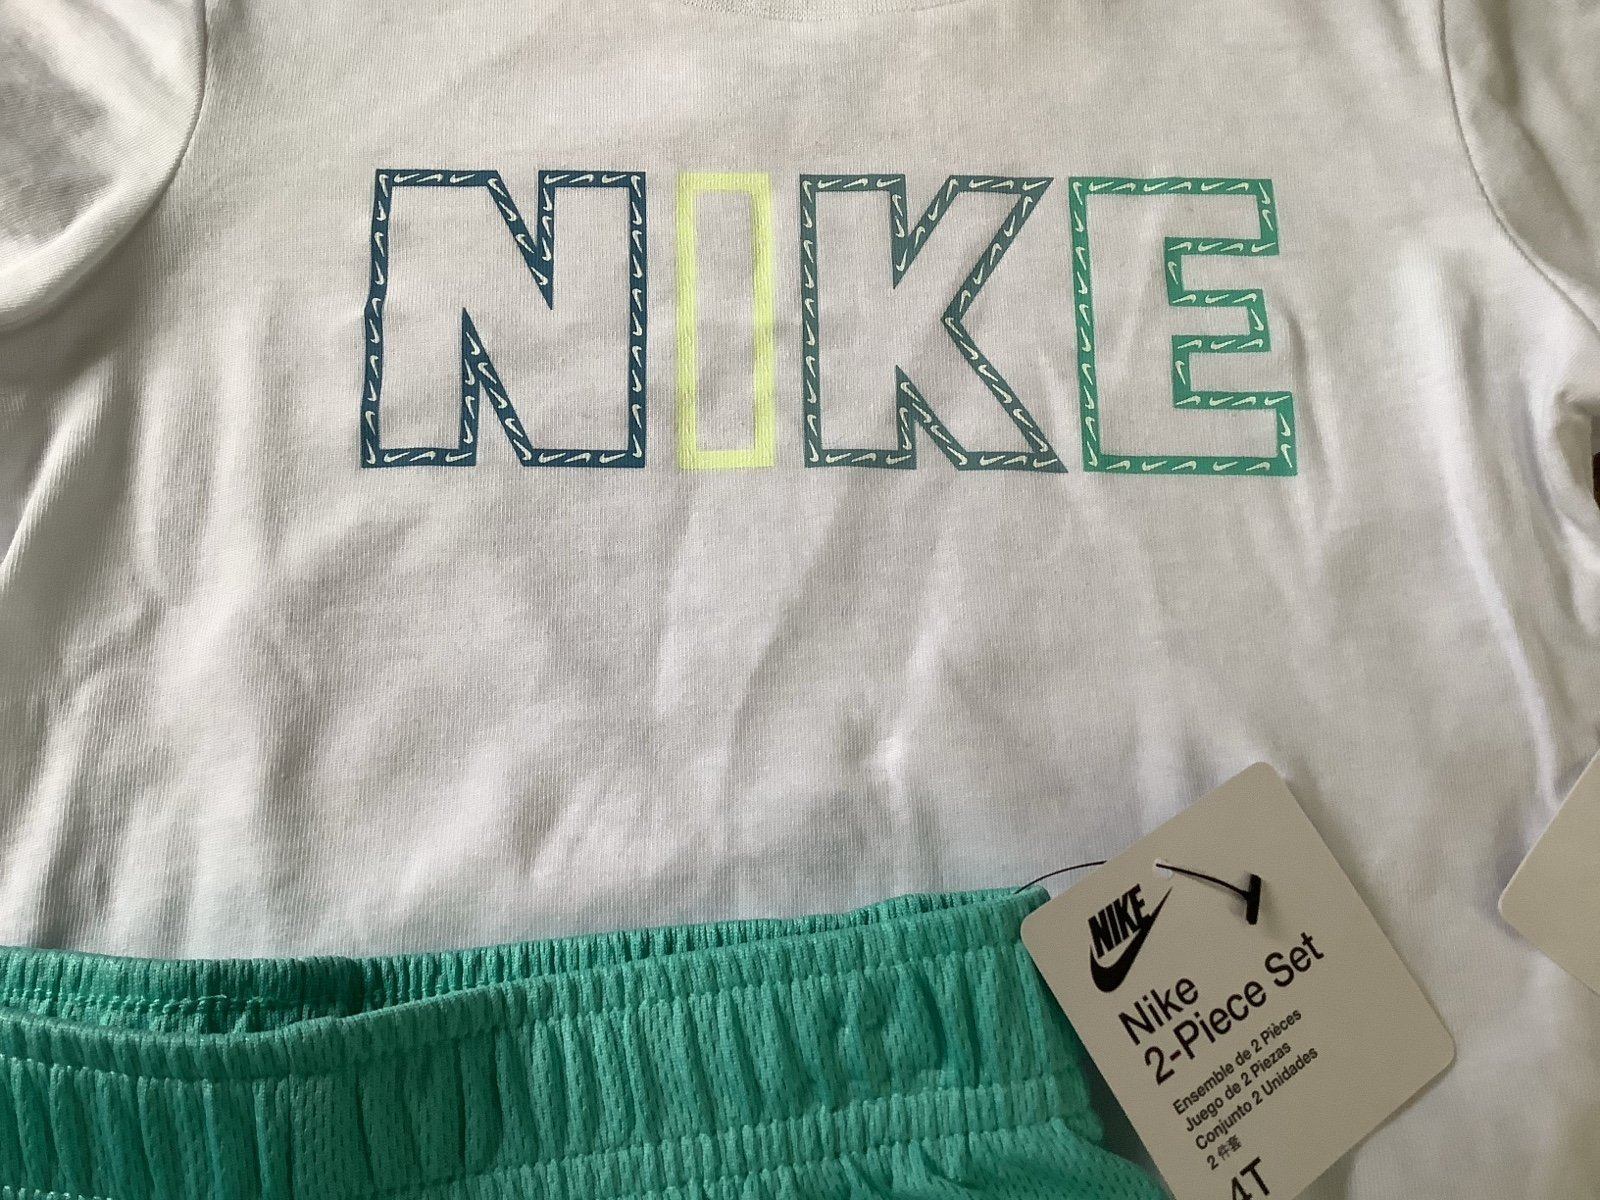 NIKE
NIKE
Nike
2-Piece Set
Ensemble de 2 Pièces
Juego de 2 Piezas
Conjunto 2 Unidades
2 件套
4T